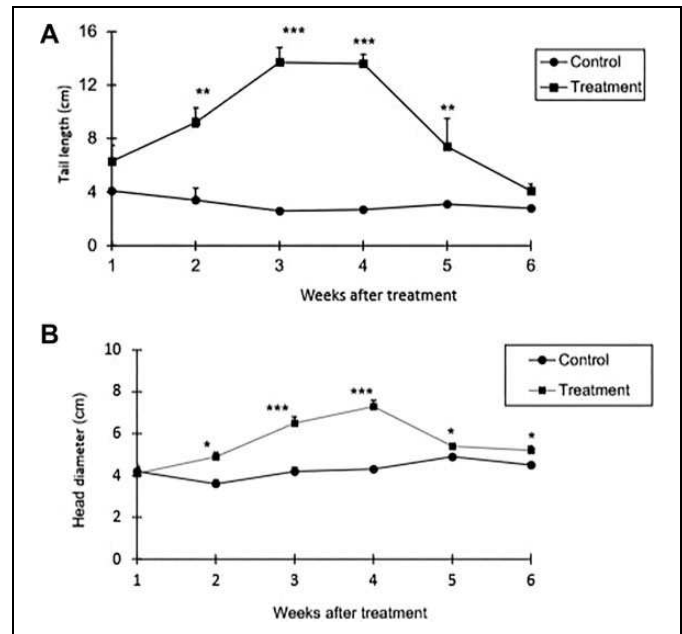 A
16
***
***
Control
Treatment
12
**
**
8
4
0
Tail length (cm)
1 2 3 4 5 6
Weeks after treatment
B
10
Control
Treatment
8
***
***
6
*
*
*
4
2
0
Head diameter (cm)
1 2 3 4 5 6
Weeks after treatment